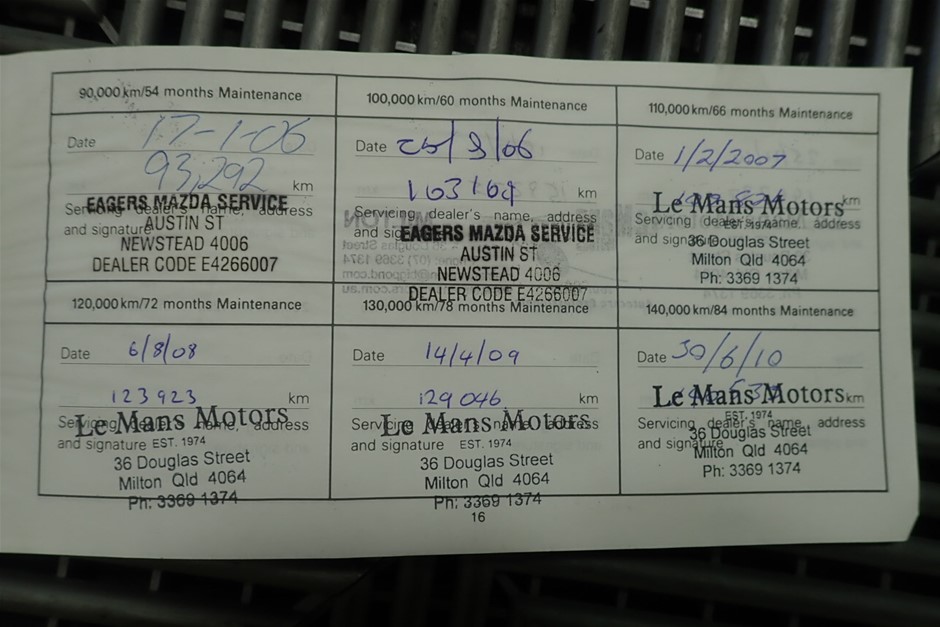 90,000 km/54 months Maintenance
Date 17-1-06
93,292 km
Servicing dealer's name, address
and signature
EAGERS MAZDA SERVICE
AUSTIN ST
NEWSTEAD 4006
DEALER CODE E4266007
100,000 km/60 months Maintenance
Date /06
km
Servicing dealer's name, address
and signature
EAGERS MAZDA SERVICE
AUSTIN ST
NEWSTEAD 4006
DEALER CODE E4266007
110,000 km/66 months Maintenance
Date 1/2/2007
km
Servicing dealer's name, address
and signature
Le Mans Motors
EST. 1974
36 Douglas Street
Milton Qld 4064
Ph: 3369 1374
120,000 km/72 months Maintenance
Date 6/8/08
123923 km
Servicing dealer's name, address
and signature
Le Mans Motors
EST. 1974
36 Douglas Street
Milton Qld 4064
Ph: 3369 1374
130,000 km/78 months Maintenance
Date 14/4/09
129046 km
Servicing dealer's name, address
and signature
Le Mans Motors
EST. 1974
36 Douglas Street
Milton Qld 4064
Ph: 3369 1374
140,000 km/84 months Maintenance
Date 30/6/10
km
Servicing dealer's name, address
and signature
Le Mans Motors
EST. 1974
36 Douglas Street
Milton Qld 4064
Ph: 3369 1374
16